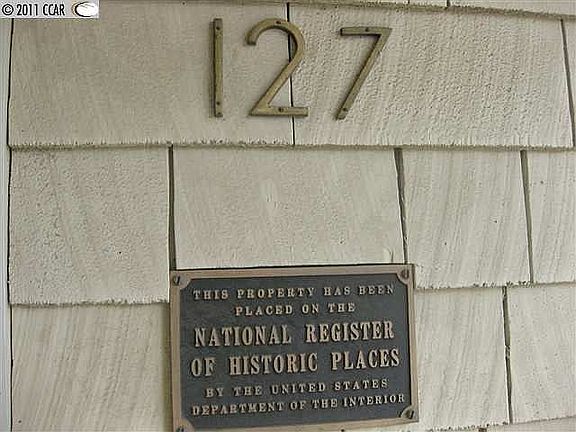 © 2011 CCAR
127
THIS PROPERTY HAS BEEN
PLACED ON THE
NATIONAL REGISTER
OF HISTORIC PLACES
BY THE UNITED STATES
DEPARTMENT OF THE INTERIOR